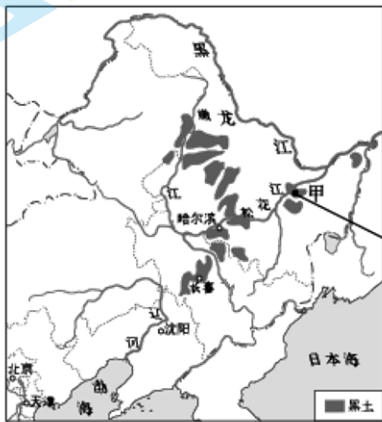 黑
龙
江
嫩
江
松
花
江
甲
哈尔滨
长春
辽
河
沈阳
北京
天津
渤
海
日本海
黑土